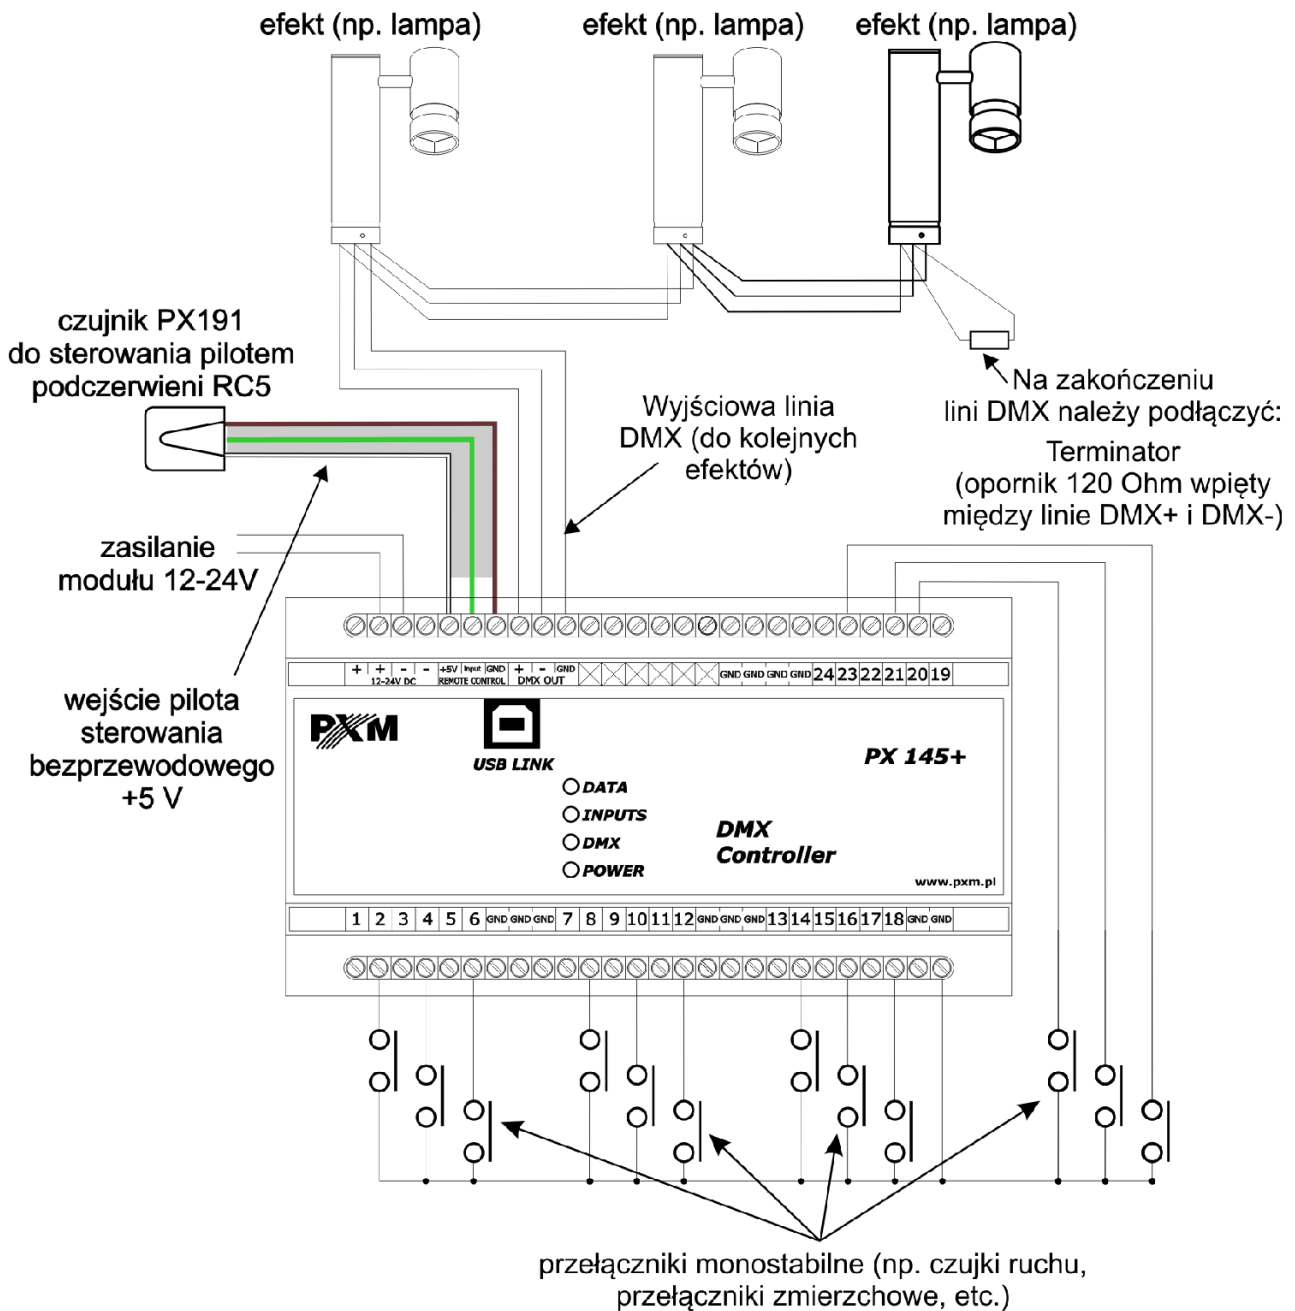 efekt (np. lampa) efekt (np. lampa) efekt (np. lampa)
czujnik PX191
do sterowania pilotem
podczerwieni RC5
Na zakończeniu
lini DMX należy podłączyć:
Terminator
(opornik 120 Ohm wpięty
między linie DMX+ i DMX-)
Wyjściowa linia
DMX (do kolejnych
efektów)
zasilanie
modułu 12-24V
wejście pilota
sterowania
bezprzewodowego
+5 V
+ + - - +5V Input GND + - GND GND GND GND GND 24 23 22 21 20 19
12-24V DC REMOTE CONTROL DMX OUT
PXM
USB LINK
PX 145+
DATA
INPUTS
DMX
POWER
DMX
Controller
www.pxm.pl
1 2 3 4 5 6 GND GND GND 7 8 9 10 11 12 GND GND GND 13 14 15 16 17 18 GND GND
przełączniki monostabilne (np. czujki ruchu,
przełączniki zmierzchowe, etc.)